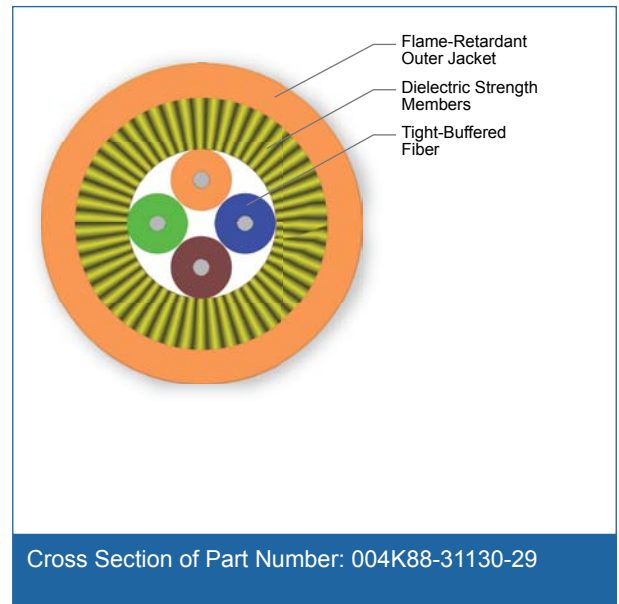 Flame-Retardant
Outer Jacket
Dielectric Strength
Members
Tight-Buffered
Fiber
Cross Section of Part Number: 004K88-31130-29